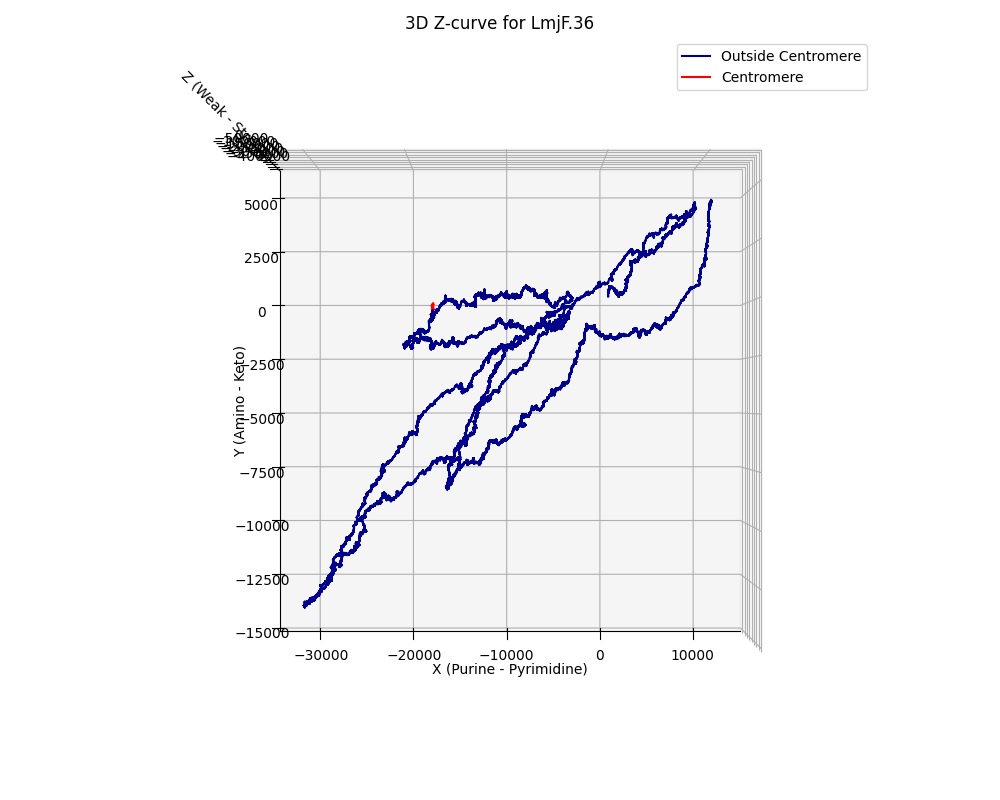 3D Z-curve for LmjF.36
Outside Centromere
Centromere
Z (Weak -
5000
2500
0
−2500
−5000
−7500
−10000
−12500
−15000
Y (Amino - Keto)
−30000
−20000
−10000
0
10000
X (Purine - Pyrimidine)